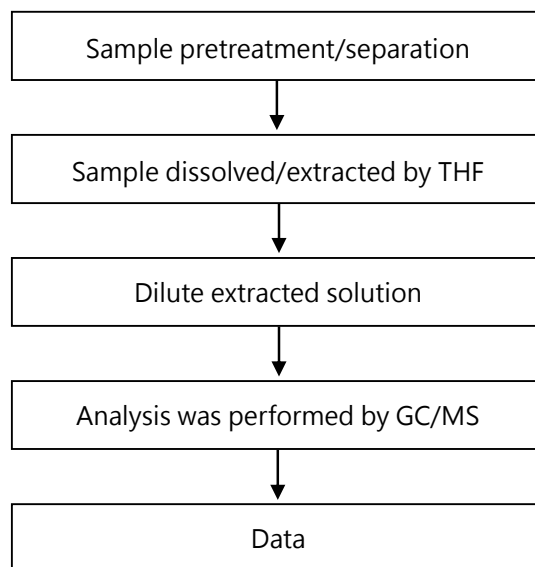 Sample pretreatment/separation
Sample dissolved/extracted by THF
Dilute extracted solution
Analysis was performed by GC/MS
Data